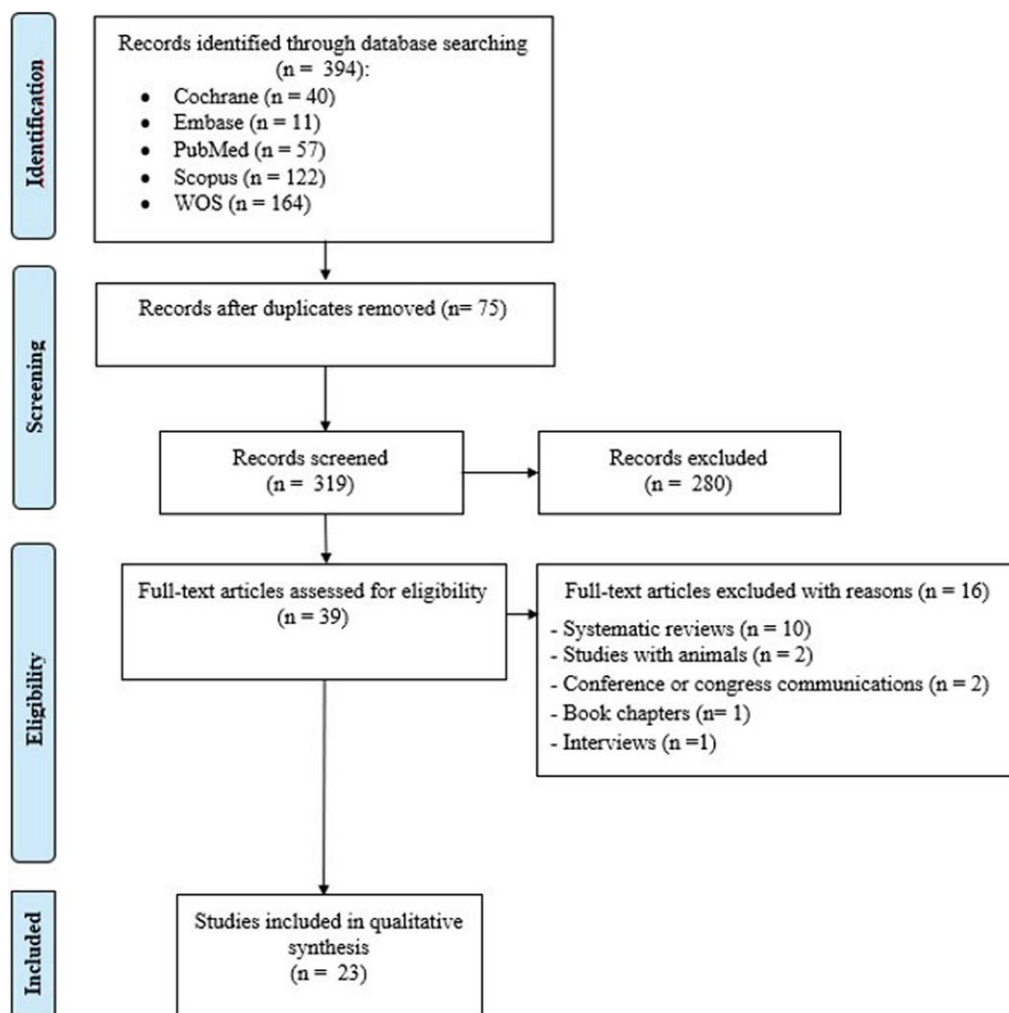 Identification
Records identified through database searching
(n = 394):
• Cochrane (n = 40)
• Embase (n = 11)
• PubMed (n = 57)
• Scopus (n = 122)
• WOS (n = 164)
Screening
Records after duplicates removed (n= 75)
Records screened
(n = 319)
Records excluded
(n = 280)
Eligibility
Full-text articles assessed for eligibility
(n = 39)
Full-text articles excluded with reasons (n = 16)
- Systematic reviews (n = 10)
- Studies with animals (n = 2)
- Conference or congress communications (n = 2)
- Book chapters (n= 1)
- Interviews (n =1)
Included
Studies included in qualitative
synthesis
(n = 23)